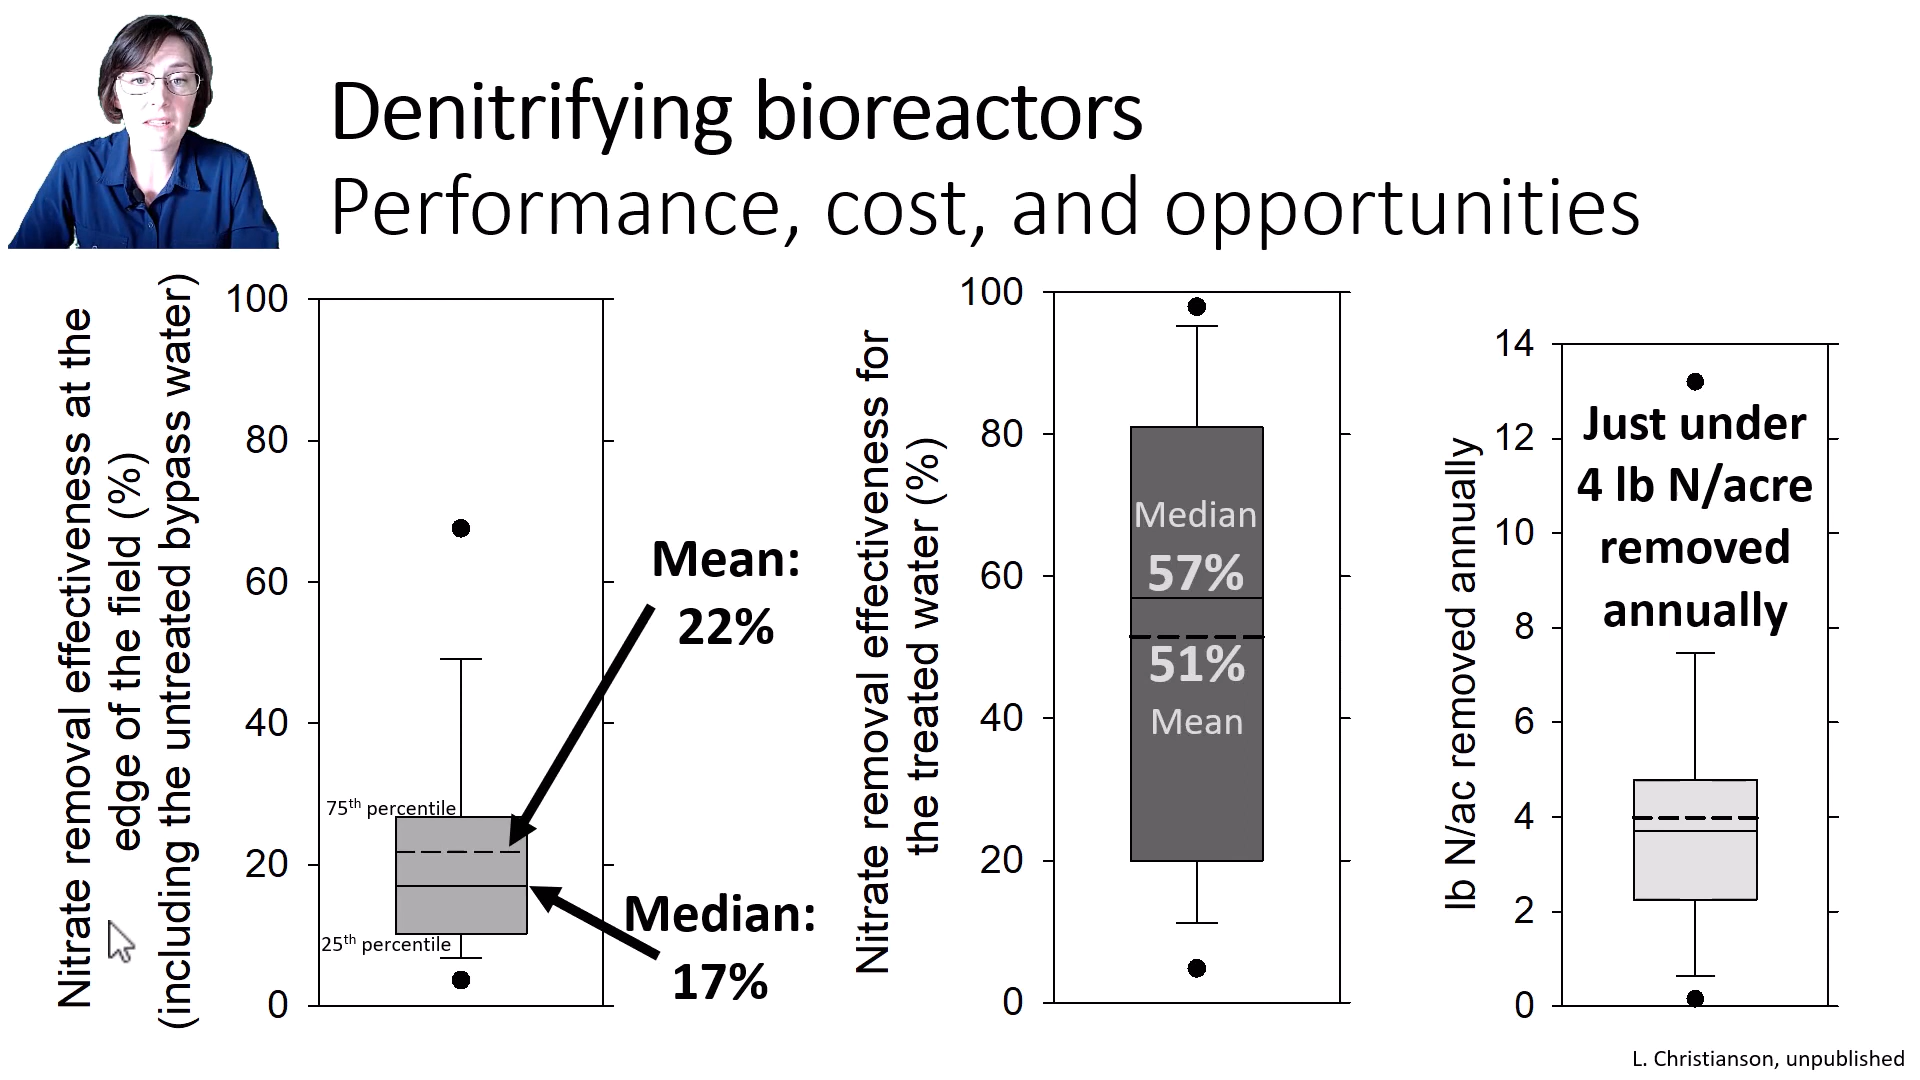 Denitrifying bioreactors
Performance, cost, and opportunities
Nitrate removal effectiveness at the
edge of the field (%)
(including the untreated bypass water)
100
80
60
40
20
0
75th percentile
25th percentile
Mean:
22%
Median:
17%
Nitrate removal effectiveness for
the treated water (%)
100
80
60
40
20
0
Median
57%
51%
Mean
lb N/ac removed annually
14
12
10
8
6
4
2
0
Just under
4 lb N/acre
removed
annually
L. Christianson, unpublished